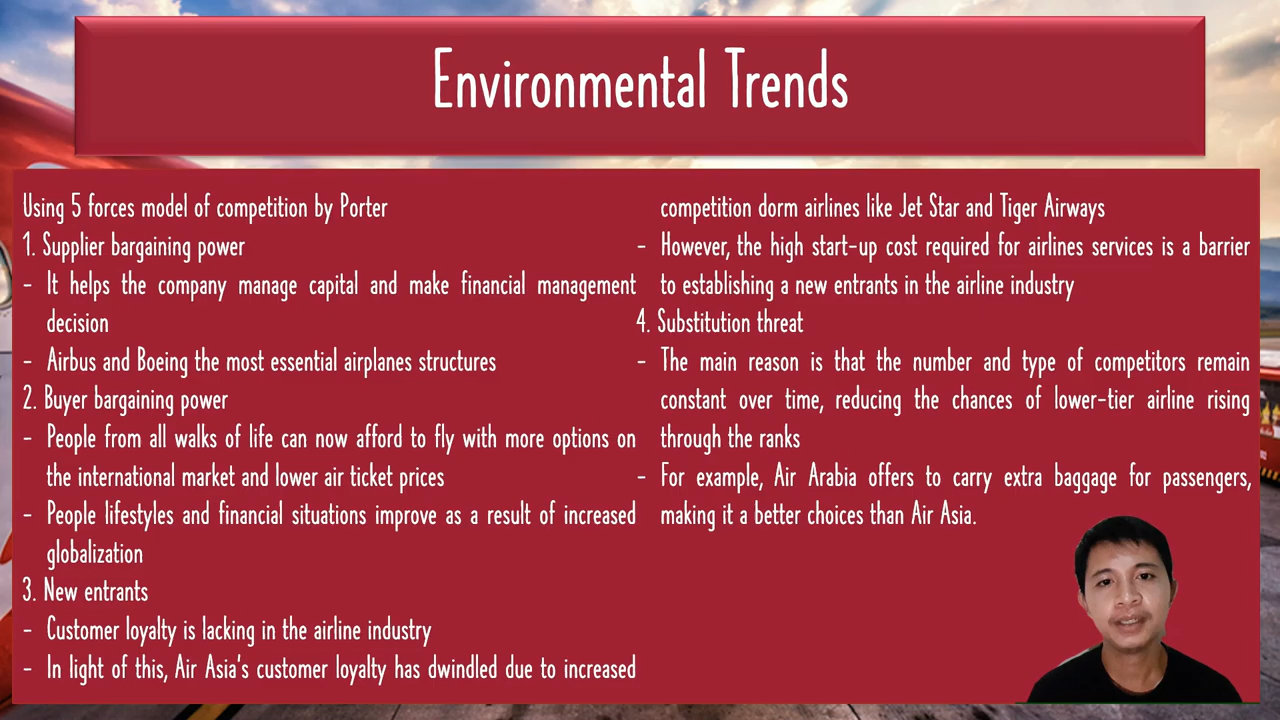 Environmental Trends
Using 5 forces model of competition by Porter
1. Supplier bargaining power
- It helps the company manage capital and make financial management
decision
- Airbus and Boeing the most essential airplanes structures
2. Buyer bargaining power
- People from all walks of life can now afford to fly with more options on
the international market and lower air ticket prices
- People lifestyles and financial situations improve as a result of increased
globalization
3. New entrants
- Customer loyalty is lacking in the airline industry
- In light of this, Air Asia's customer loyalty has dwindled due to increased
competition dorm airlines like Jet Star and Tiger Airways
- However, the high start-up cost required for airlines services is a barrier
to establishing a new entrants in the airline industry
4. Substitution threat
- The main reason is that the number and type of competitors remain
constant over time, reducing the chances of lower-tier airline rising
through the ranks
- For example, Air Arabia offers to carry extra baggage for passengers,
making it a better choices than Air Asia.